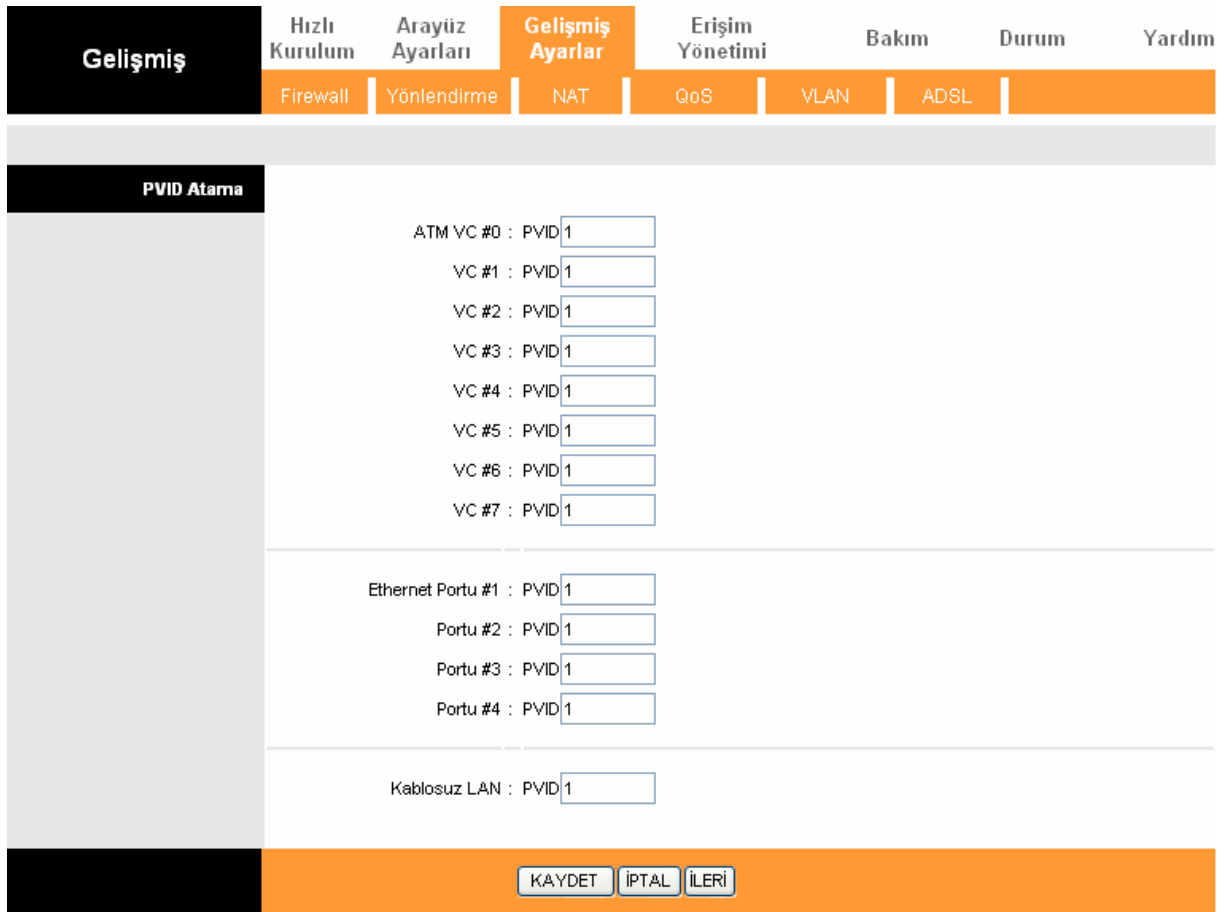 Gelişmiş
Hızlı Kurulum
Arayüz Ayarları
Gelişmiş Ayarlar
Erişim Yönetimi
Bakım
Durum
Yardım
Firewall
Yönlendirme
NAT
QoS
VLAN
ADSL
PVID Atama
ATM VC #0 : PVID 1
VC #1 : PVID 1
VC #2 : PVID 1
VC #3 : PVID 1
VC #4 : PVID 1
VC #5 : PVID 1
VC #6 : PVID 1
VC #7 : PVID 1
Ethernet Portu #1 : PVID 1
Portu #2 : PVID 1
Portu #3 : PVID 1
Portu #4 : PVID 1
Kablosuz LAN : PVID 1
KAYDET İPTAL İLERİ